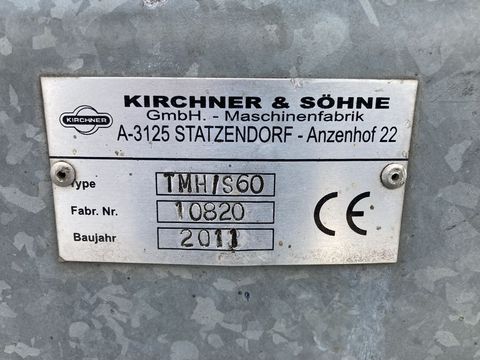 KIRCHNER
KIRCHNER & SÖHNE
GmbH. - Maschinenfabrik
A-3125 STATZENDORF - Anzenhof 22
Type TMH/S60
Fabr. Nr. 10820
Baujahr 2011
CE